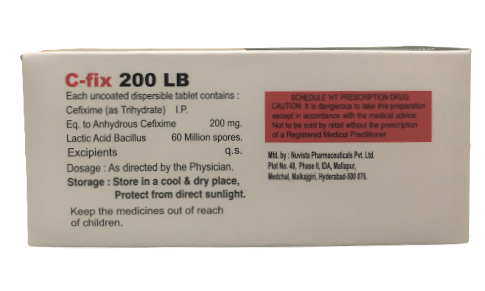 C-fix 200 LB
Each uncoated dispersible tablet contains :
Cefixime (as Trihydrate) I.P.
Eq. to Anhydrous Cefixime 200 mg.
Lactic Acid Bacillus 60 Million spores.
Excipients q.s.
Dosage : As directed by the Physician.
Storage : Store in a cool & dry place,
Protect from direct sunlight.
Keep the medicines out of reach
of children.
SCHEDULE 'H1' PRESCRIPTION DRUG
CAUTION: It is dangerous to take this preparation
except in accordance with the medical advice.
Not to be sold by retail without the prescription
of a Registered Medical Practitioner
Mfd. by : Nuvista Pharmaceuticals Pvt. Ltd.
Plot No. 48, Phase II, IDA, Mallapur,
Medchal, Malkajgiri, Hyderabad-500 076.